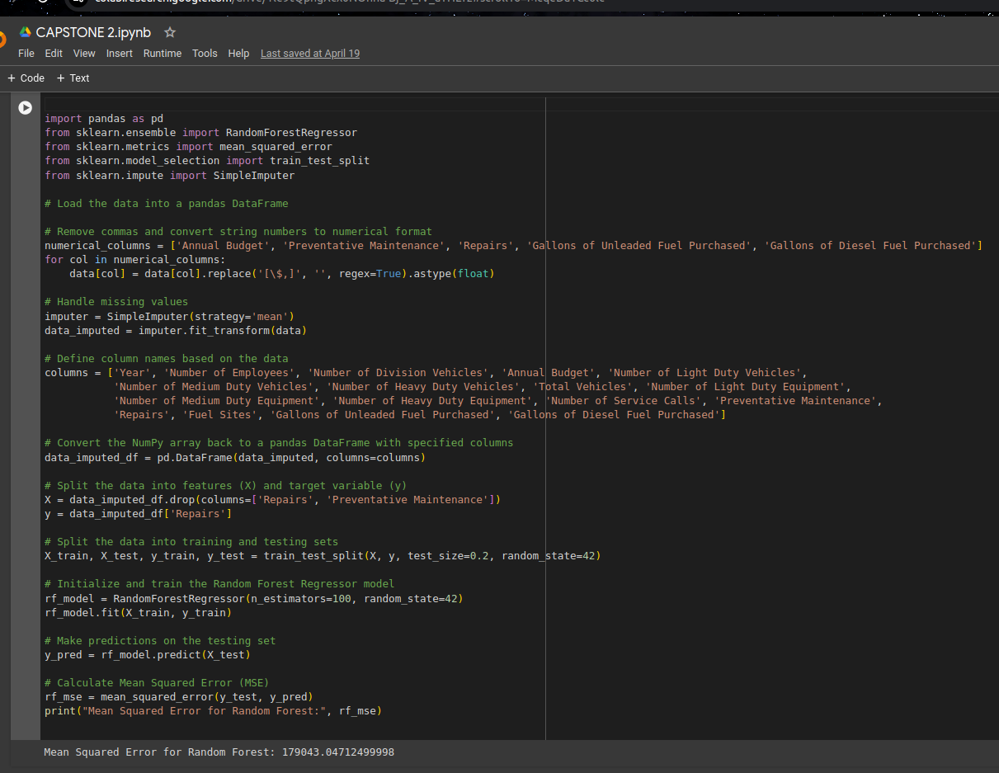 CAPSTONE 2.ipynb
File Edit View Insert Runtime Tools Help Last saved at April 19
+ Code + Text
import pandas as pd
from sklearn.ensemble import RandomForestRegressor
from sklearn.metrics import mean_squared_error
from sklearn.model_selection import train_test_split
from sklearn.impute import SimpleImputer
# Load the data into a pandas DataFrame
# Remove commas and convert string numbers to numerical format
numerical_columns = ['Annual Budget', 'Preventative Maintenance', 'Repairs', 'Gallons of Unleaded Fuel Purchased', 'Gallons of Diesel Fuel Purchased']
for col in numerical_columns:
    data[col] = data[col].replace('[\$,]', '', regex=True).astype(float)
# Handle missing values
imputer = SimpleImputer(strategy='mean')
data_imputed = imputer.fit_transform(data)
# Define column names based on the data
columns = ['Year', 'Number of Employees', 'Number of Division Vehicles', 'Annual Budget', 'Number of Light Duty Vehicles',
           'Number of Medium Duty Vehicles', 'Number of Heavy Duty Vehicles', 'Total Vehicles', 'Number of Light Duty Equipment',
           'Number of Medium Duty Equipment', 'Number of Heavy Duty Equipment', 'Number of Service Calls', 'Preventative Maintenance',
           'Repairs', 'Fuel Sites', 'Gallons of Unleaded Fuel Purchased', 'Gallons of Diesel Fuel Purchased']
# Convert the NumPy array back to a pandas DataFrame with specified columns
data_imputed_df = pd.DataFrame(data_imputed, columns=columns)
# Split the data into features (X) and target variable (y)
X = data_imputed_df.drop(columns=['Repairs', 'Preventative Maintenance'])
y = data_imputed_df['Repairs']
# Split the data into training and testing sets
X_train, X_test, y_train, y_test = train_test_split(X, y, test_size=0.2, random_state=42)
# Initialize and train the Random Forest Regressor model
rf_model = RandomForestRegressor(n_estimators=100, random_state=42)
rf_model.fit(X_train, y_train)
# Make predictions on the testing set
y_pred = rf_model.predict(X_test)
# Calculate Mean Squared Error (MSE)
rf_mse = mean_squared_error(y_test, y_pred)
print("Mean Squared Error for Random Forest:", rf_mse)
Mean Squared Error for Random Forest: 179043.04712499998